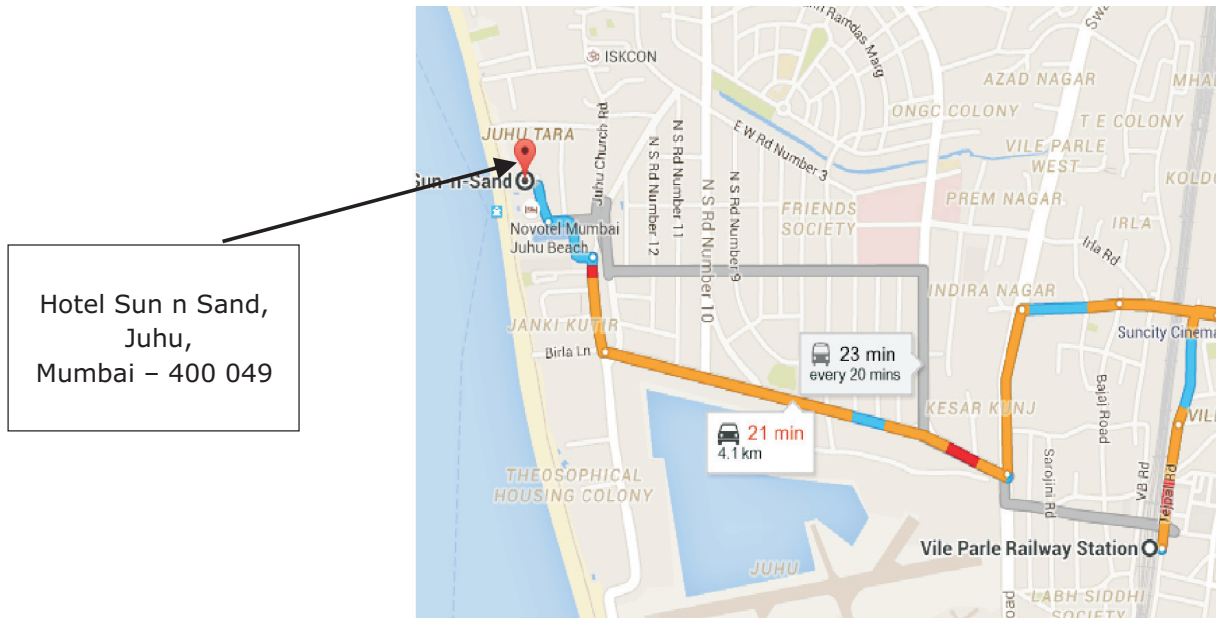 Hotel Sun n Sand,
Juhu,
Mumbai – 400 049
Ramdas Marg
ISKCON
AZAD NAGAR
ONGC COLONY
T E COLONY
VILE PARLE
WEST
JUHU TARA
Juhu Church Rd
N S Rd Number 12
N S Rd Number 11
N S Rd Number 10
N S Rd Number 9
E W Rd Number 3
Sun-n-Sand
PREM NAGAR
FRIENDS
SOCIETY
IRLA
Irla Rd
Novotel Mumbai
Juhu Beach
INDIRA NAGAR
JANKI KUTIR
Suncity Cinema
Birla Ln
23 min
every 20 mins
KESAR KUNJ
Bajaj Road
21 min
4.1 km
THEOSOPHICAL
HOUSING COLONY
Sarojini Rd
VB Rd
Tejpal Rd
Vile Parle Railway Station
JUHU
LABH SIDDHI
SOCIETY